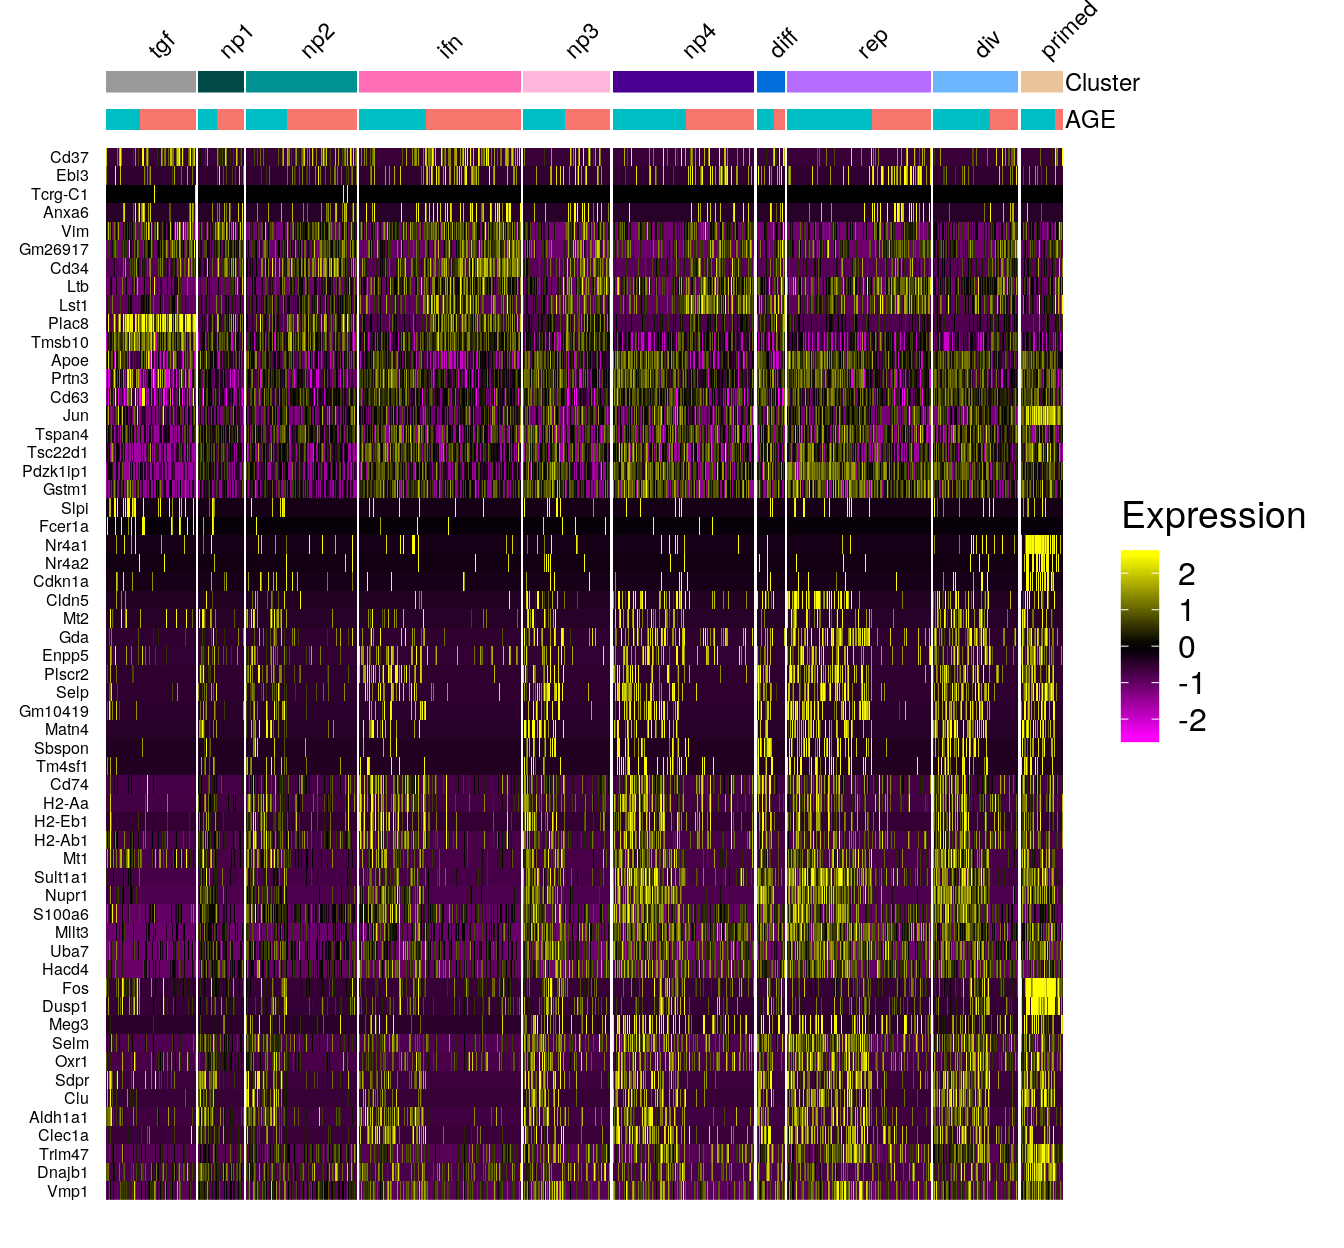 tgf np1 np2 ifn np3 np4 diff rep div primed
Cluster
AGE
Cd37
Ebi3
Tcrg-C1
Anxa6
Vim
Gm26917
Cd34
Ltb
Lst1
Plac8
Tmsb10
Apoe
Prtn3
Cd63
Jun
Tspan4
Tsc22d1
Pdzk1ip1
Gstm1
Slpi
Fcer1a
Nr4a1
Nr4a2
Cdkn1a
Cldn5
Mt2
Gda
Enpp5
Plscr2
Selp
Gm10419
Matn4
Sbspon
Tm4sf1
Cd74
H2-Aa
H2-Eb1
H2-Ab1
Mt1
Sult1a1
Nupr1
S100a6
Mllt3
Uba7
Hacd4
Fos
Dusp1
Meg3
Selm
Oxr1
Sdpr
Clu
Aldh1a1
Clec1a
Trim47
Dnajb1
Vmp1
Expression
2
1
0
-1
-2